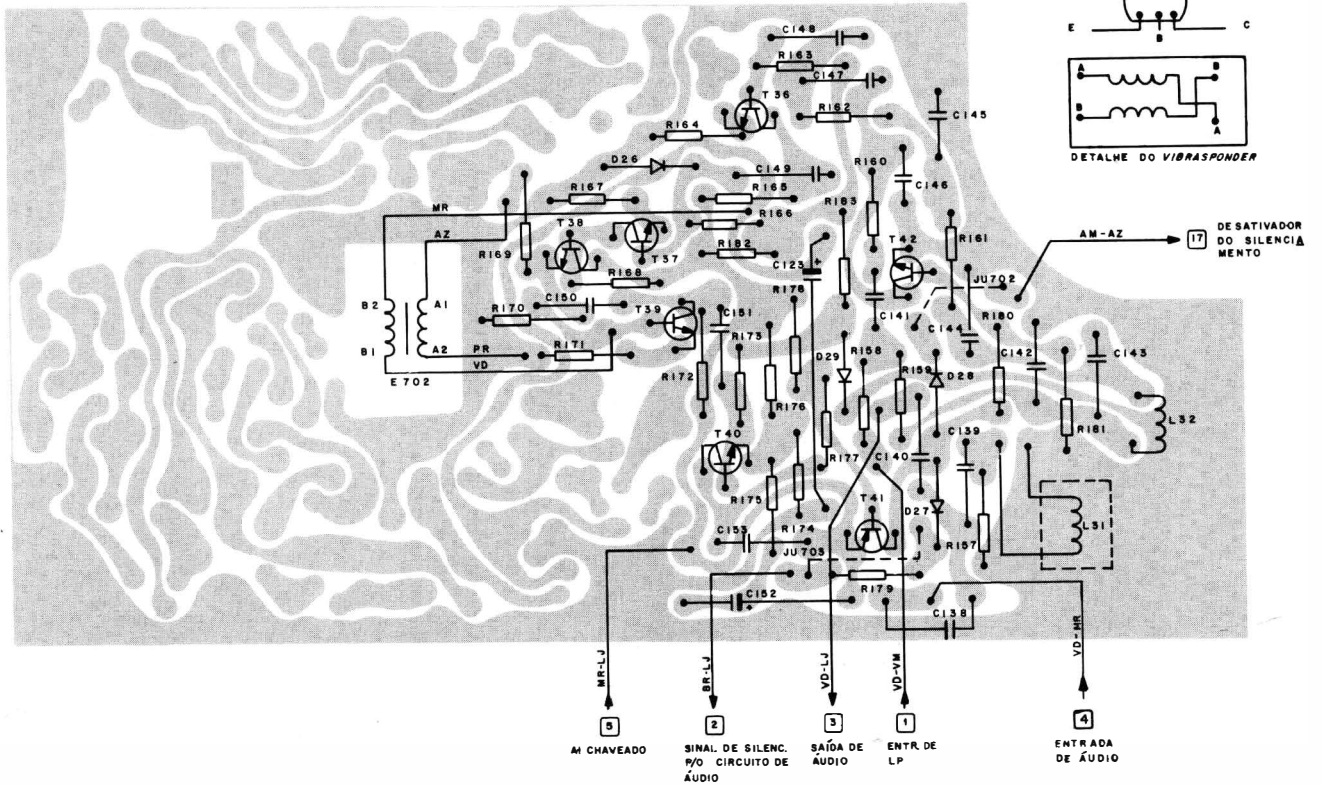 E B C
A B
B A
DETALHE DO VIBRASPONDER
C148
R163
C147
T36
R162
C145
R164
D26
C149
R160
C146
R167
R165
R183
MR
R166
AM-AZ
17
DESATIVADOR
DO SILENCIA
MENTO
AZ
R169
T38
T37
R182
T42
R161
C123
+
JU702
R168
R178
B2
A1
C150
T39
C141
C144
R180
R170
C151
R173
C142
C143
B1
A2
PR
R171
D29
R158
VD
R159
D28
E702
R172
R176
R181
L32
T40
R177
C140
C139
R175
T41
D27
L31
C153
R174
R157
JU703
R179
C152
+
C138
MR-LJ
BR-LJ
VD-LJ
VD-VM
VD-MR
5
2
3
1
4
A+ CHAVEADO
SINAL DE SILENC.
P/O CIRCUITO DE
ÁUDIO
SAÍDA DE
ÁUDIO
ENTR. DE
LP
ENTRADA
DE ÁUDIO